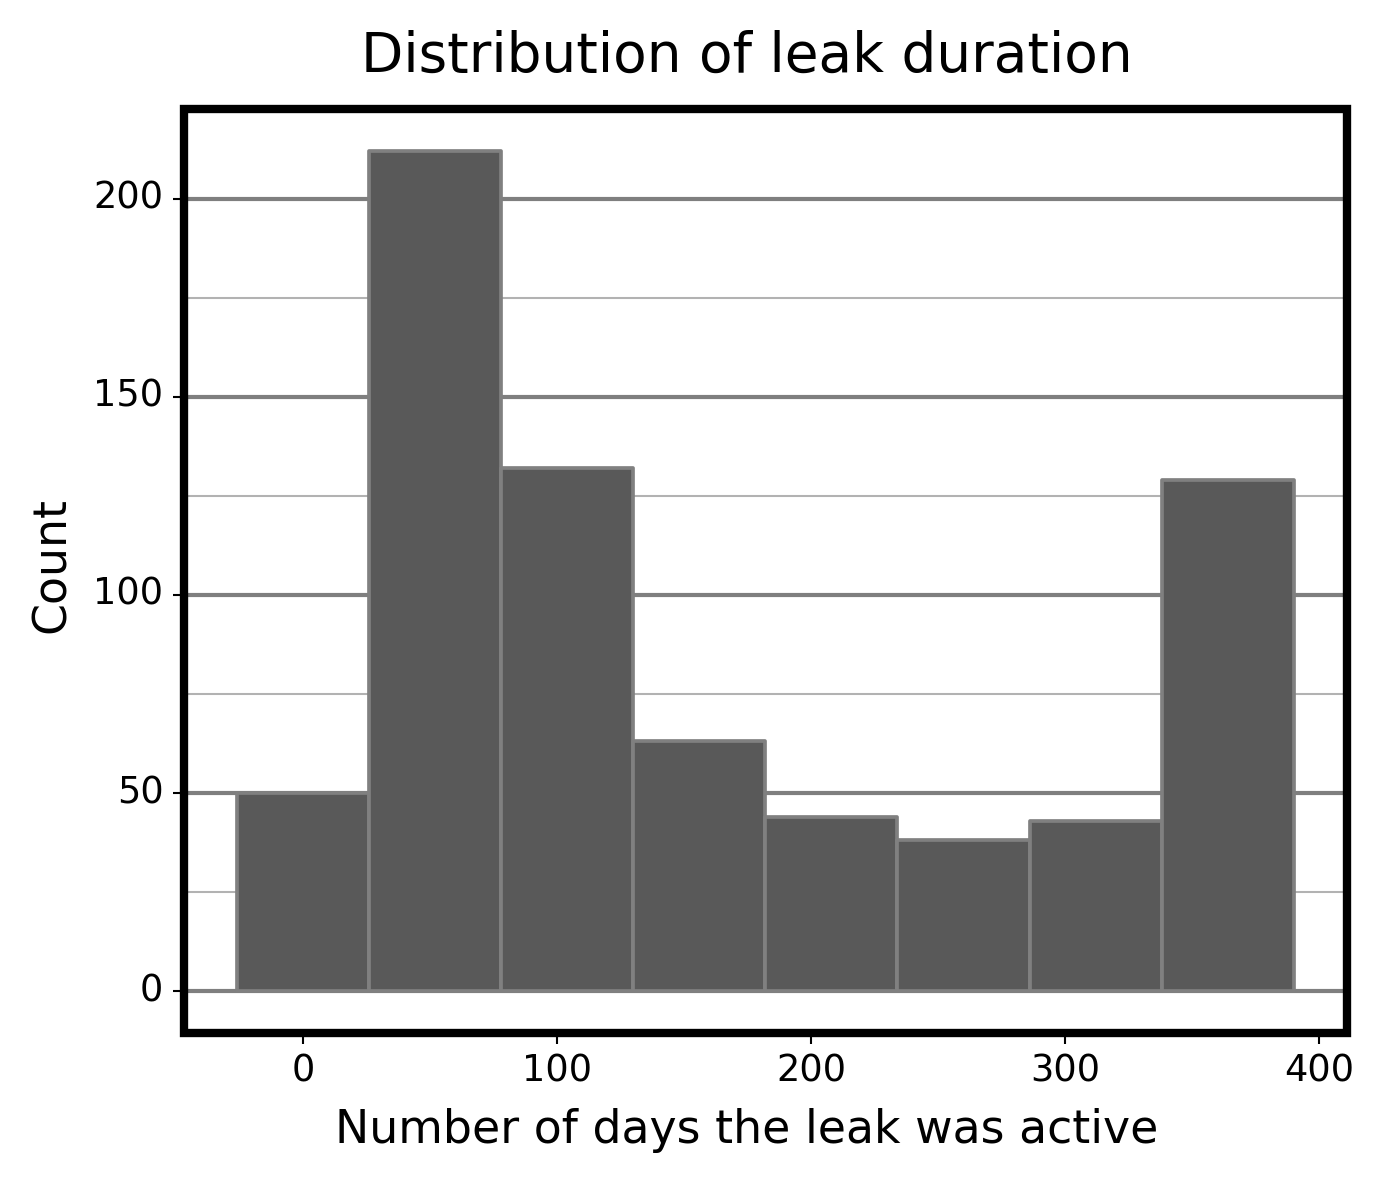 Distribution of leak duration
200
150
100
50
0
Count
0 100 200 300 400
Number of days the leak was active